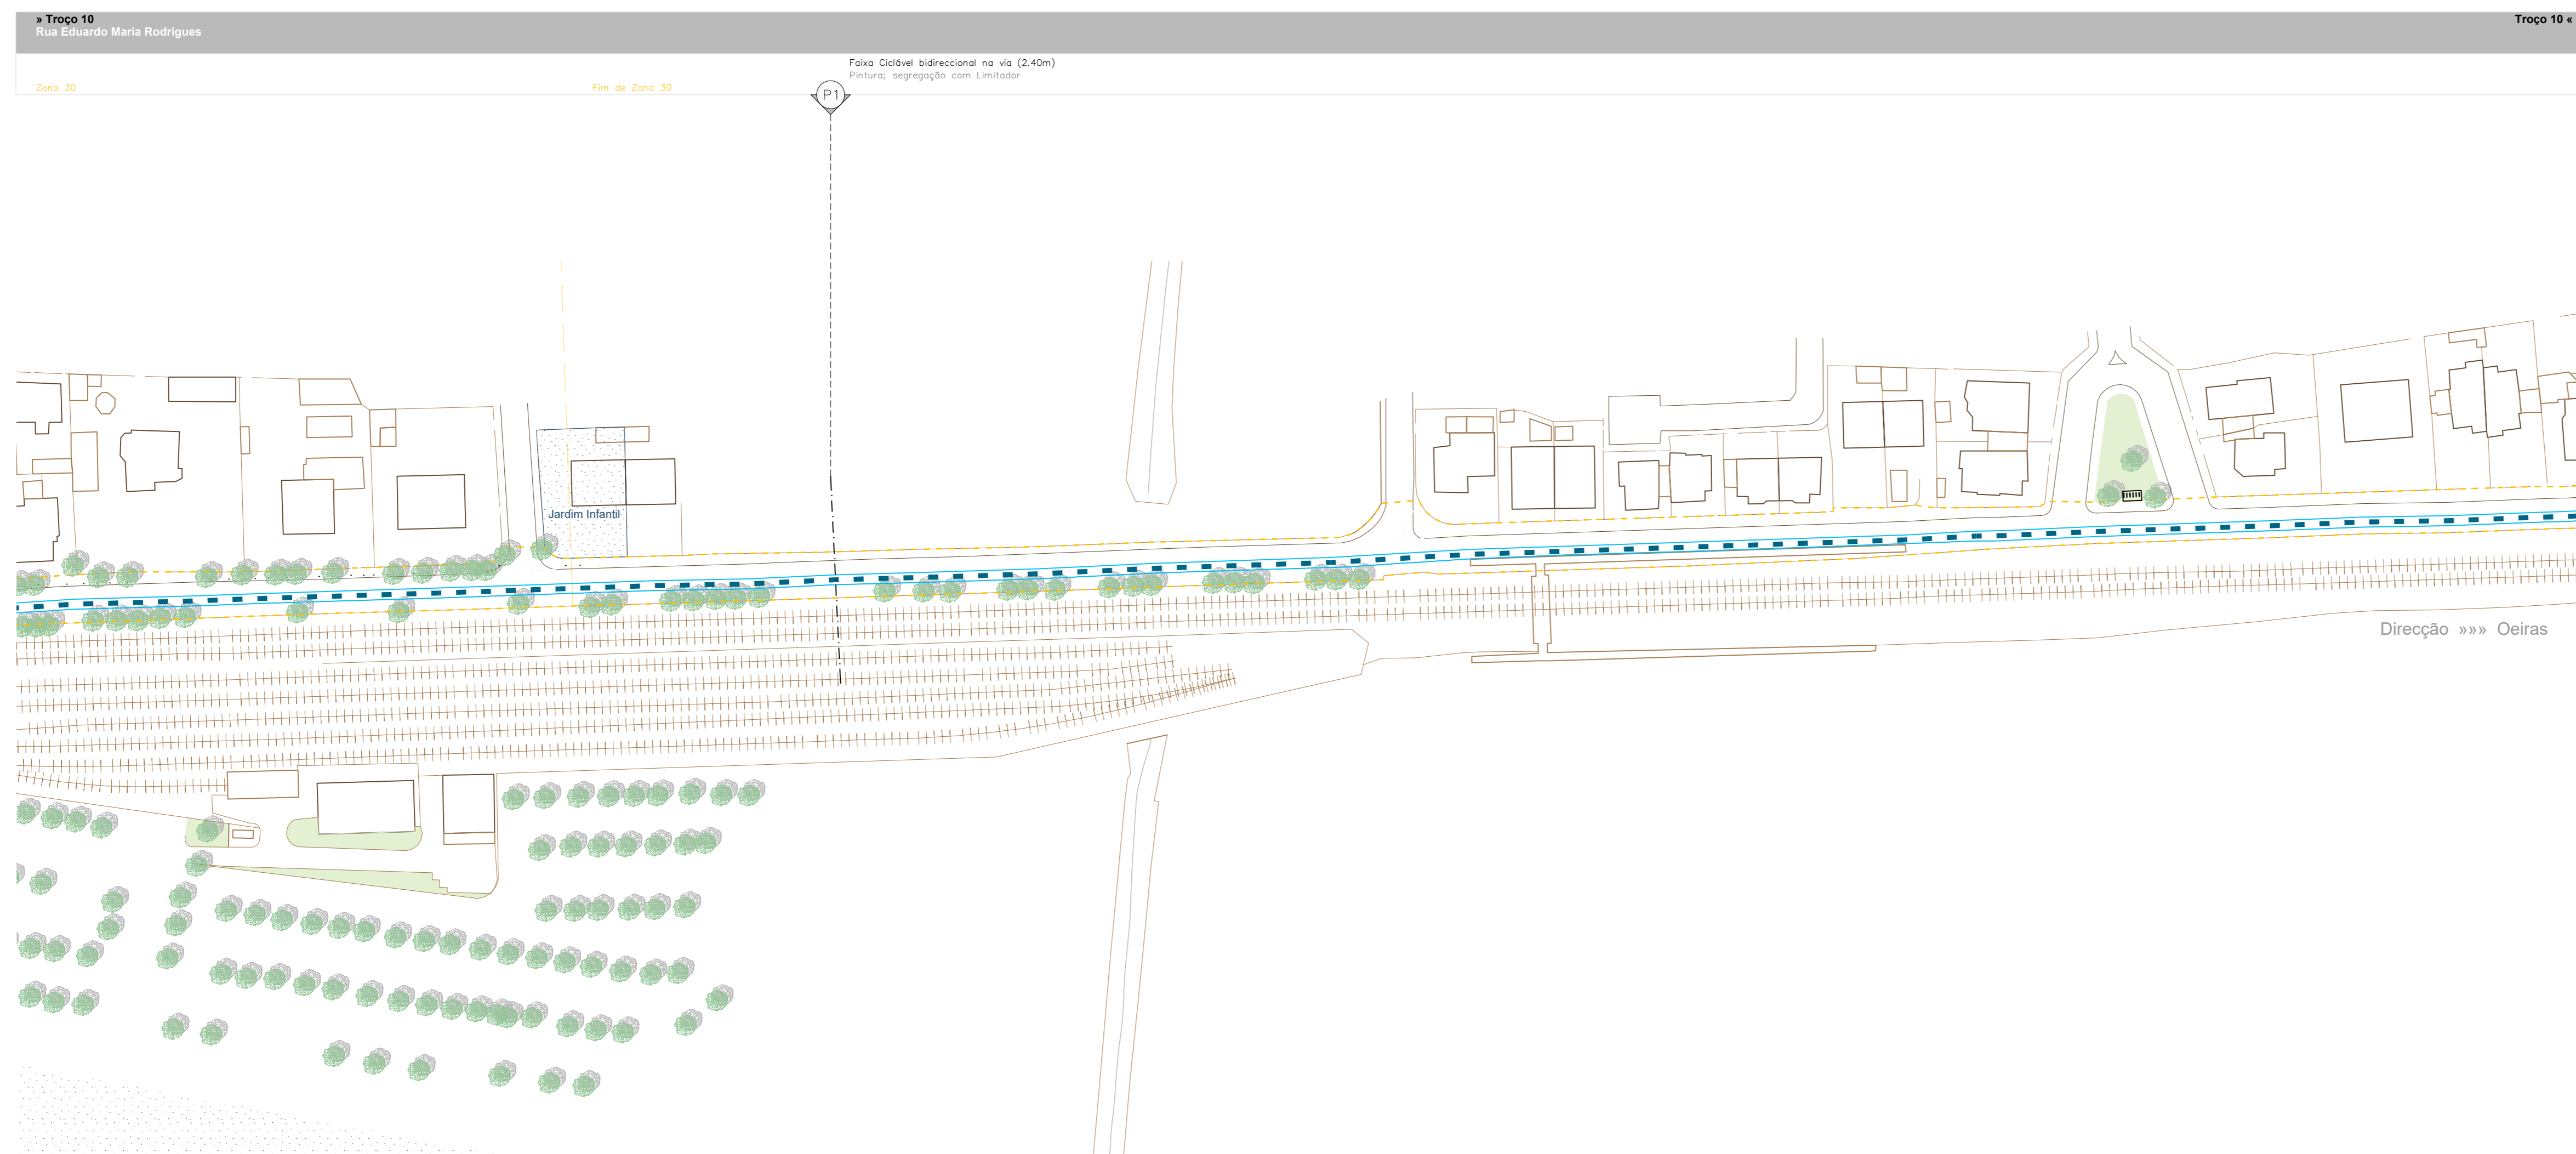 » Troço 10
Troço 10 «
Rua Eduardo Maria Rodrigues
Faixa Ciclável bidireccional na via (2.40m)
Pintura; segregação com Limitador
Zona 30
Fim de Zona 30
P1
Jardim Infantil
Direcção »»» Oeiras